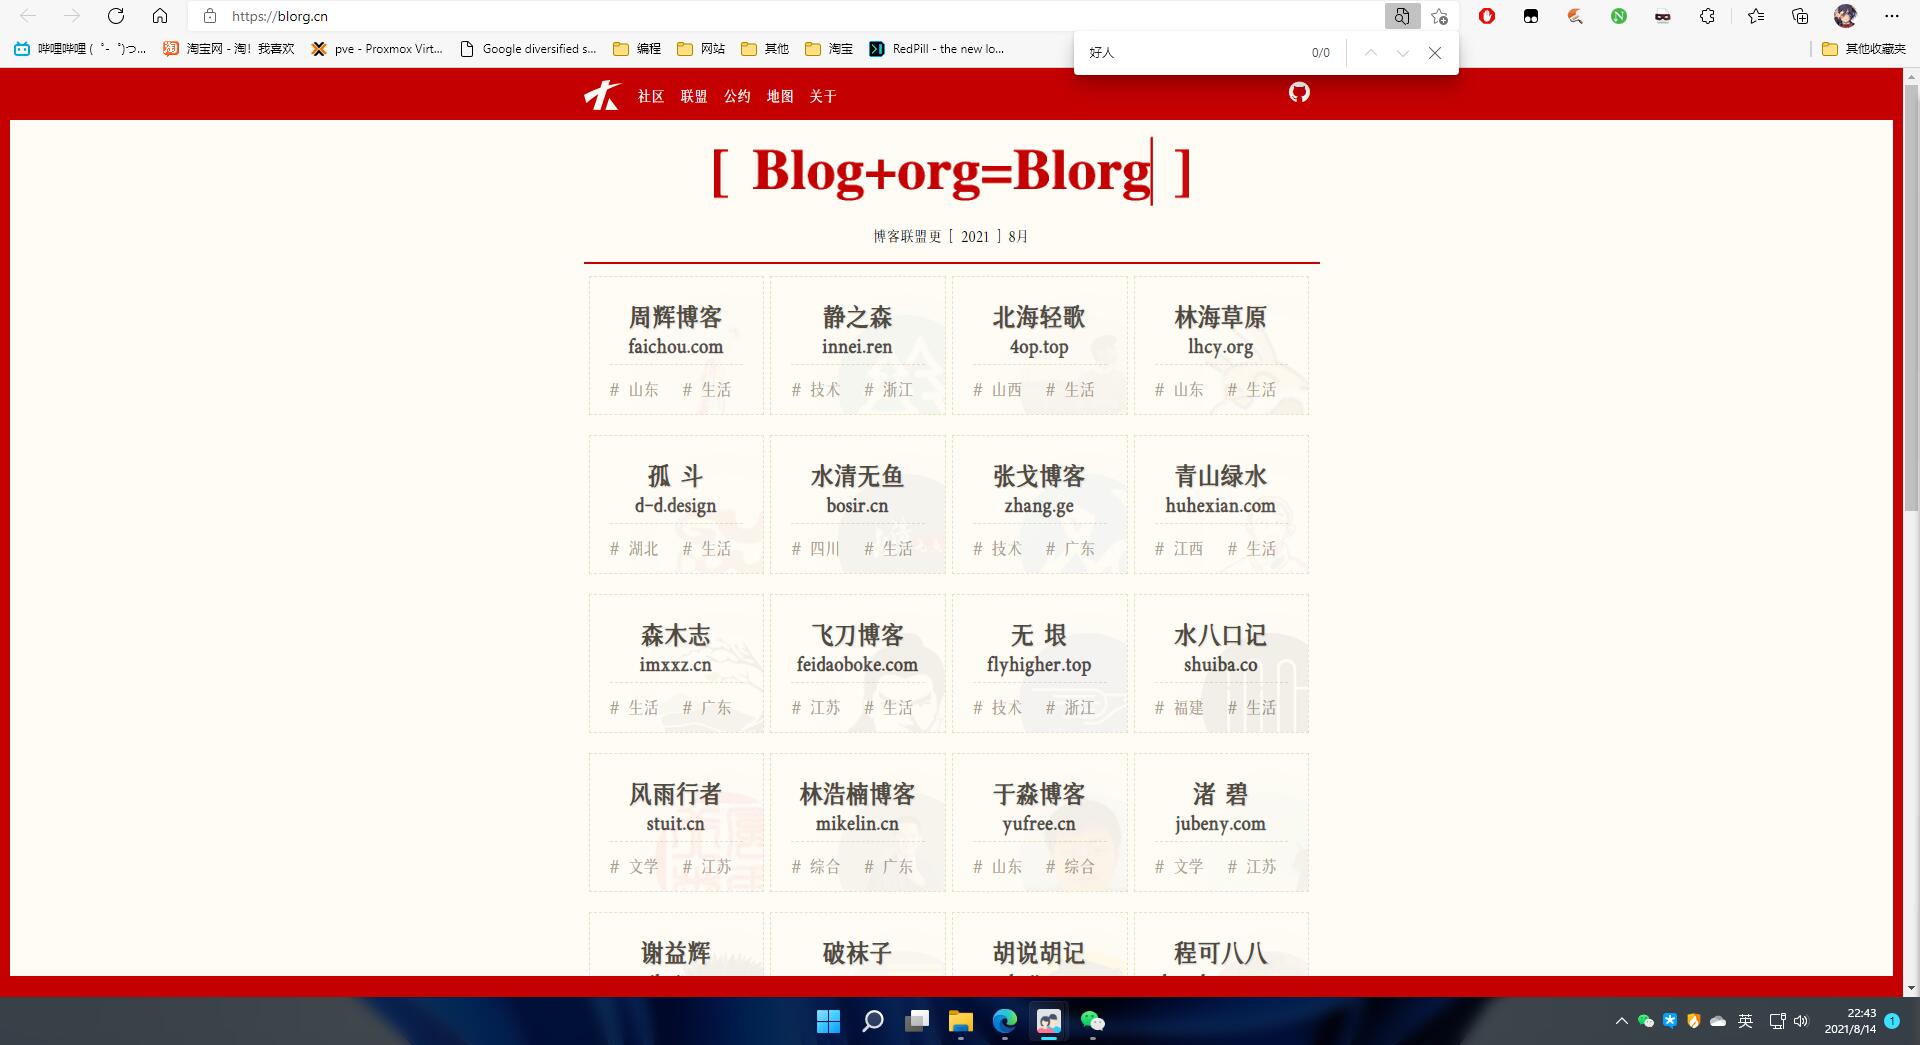 https://blorg.cn
哔哩哔哩 (゜-゜)つ...
淘宝网 - 淘！我喜欢
pve - Proxmox Virt...
Google diversified s...
编程
网站
其他
淘宝
RedPill - the new lo...
其他收藏夹
好人
0/0
社区 联盟 公约 地图 关于
[ Blog+org=Blorg ]
博客联盟更 [ 2021 ] 8月
周辉博客
faichou.com
# 山东 # 生活
静之森
innei.ren
# 技术 # 浙江
北海轻歌
4op.top
# 山西 # 生活
林海草原
lhcy.org
# 山东 # 生活
孤 斗
d-d.design
# 湖北 # 生活
水清无鱼
bosir.cn
# 四川 # 生活
张戈博客
zhang.ge
# 技术 # 广东
青山绿水
huhexian.com
# 江西 # 生活
森木志
imxxz.cn
# 生活 # 广东
飞刀博客
feidaoboke.com
# 江苏 # 生活
无 垠
flyhigher.top
# 技术 # 浙江
水八口记
shuiba.co
# 福建 # 生活
风雨行者
stuit.cn
# 文学 # 江苏
林浩楠博客
mikelin.cn
# 综合 # 广东
于淼博客
yufree.cn
# 山东 # 综合
渚 碧
jubeny.com
# 文学 # 江苏
谢益辉
破袜子
胡说胡记
程可八八
英
22:43
2021/8/14
1